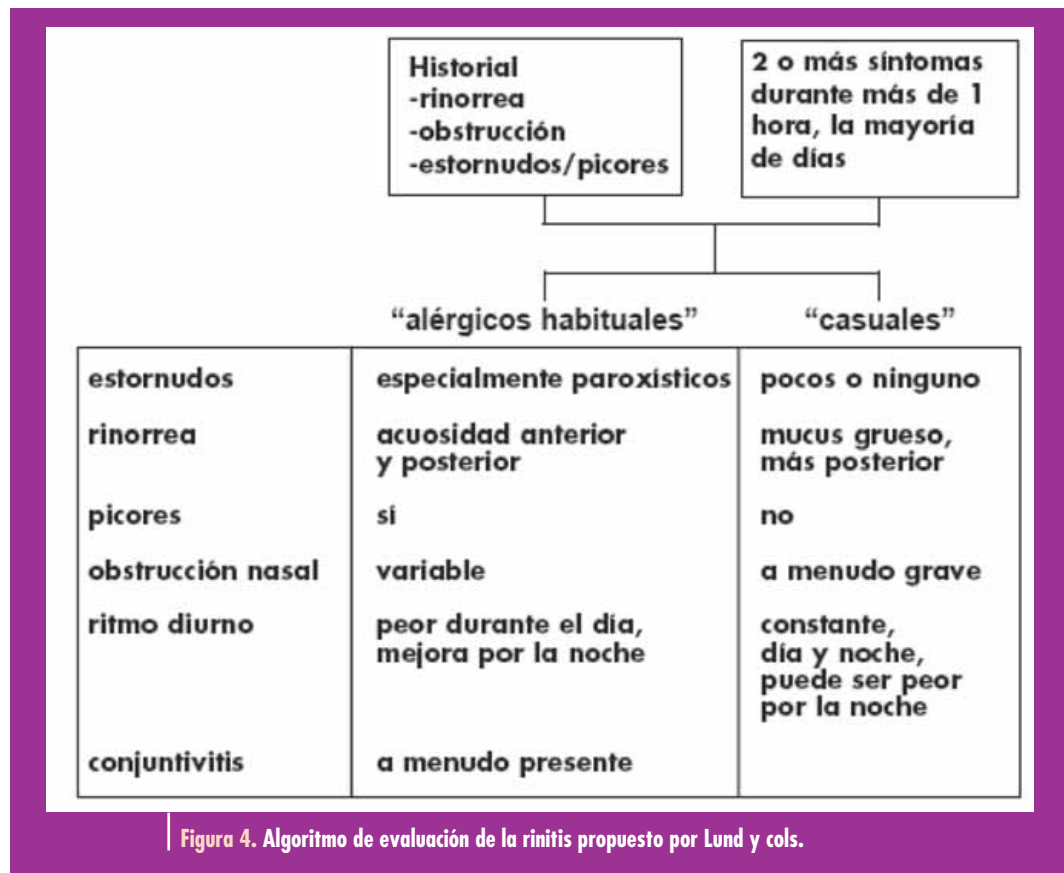 Historial
-rinorrea
-obstrucción
-estornudos/picores
2 o más síntomas
durante más de 1
hora, la mayoría
de días
“alérgicos habituales”
“casuales”
estornudos
especialmente paroxísticos
pocos o ninguno
rinorrea
acuosidad anterior
y posterior
mucus grueso,
más posterior
picores
sí
no
obstrucción nasal
variable
a menudo grave
ritmo diurno
peor durante el día,
mejora por la noche
constante,
día y noche,
puede ser peor
por la noche
conjuntivitis
a menudo presente
Figura 4. Algoritmo de evaluación de la rinitis propuesto por Lund y cols.